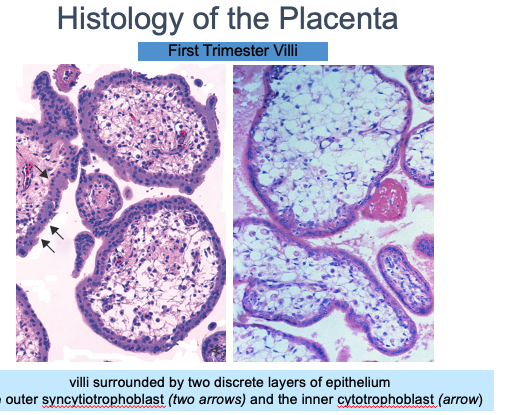 Histology of the Placenta
First Trimester Villi
villi surrounded by two discrete layers of epithelium
outer syncytiotrophoblast (two arrows) and the inner cytotrophoblast (arrow)